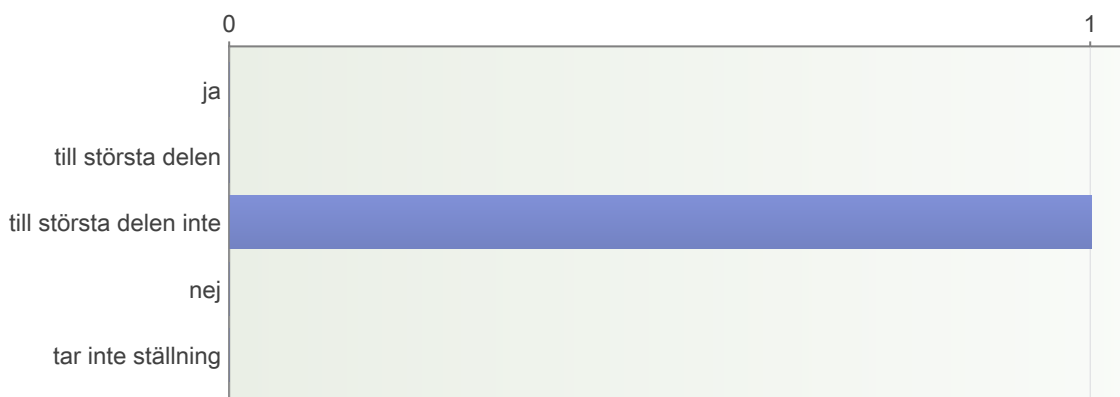 0 1
ja
till största delen
till största delen inte
nej
tar inte ställning